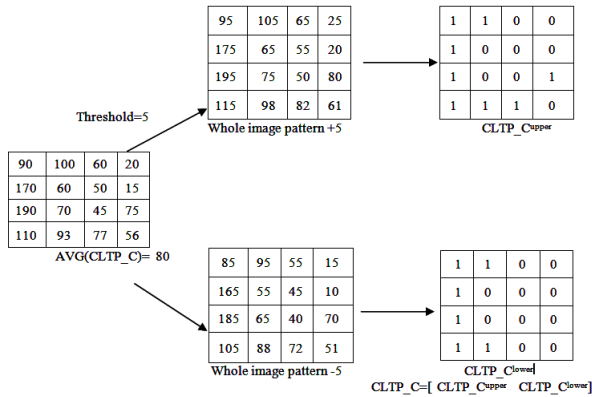 95 105 65 25
175 65 55 20
195 75 50 80
115 98 82 61
Whole image pattern +5
1 1 0 0
1 0 0 0
1 0 0 1
1 1 1 0
CLTP_Cupper
Threshold=5
90 100 60 20
170 60 50 15
190 70 45 75
110 93 77 56
AVG(CLTP_C)= 80
85 95 55 15
165 55 45 10
185 65 40 70
105 88 72 51
Whole image pattern -5
1 1 0 0
1 0 0 0
1 0 0 0
1 1 0 0
CLTP_Clower
CLTP_C=[ CLTP_Cupper CLTP_Clower]